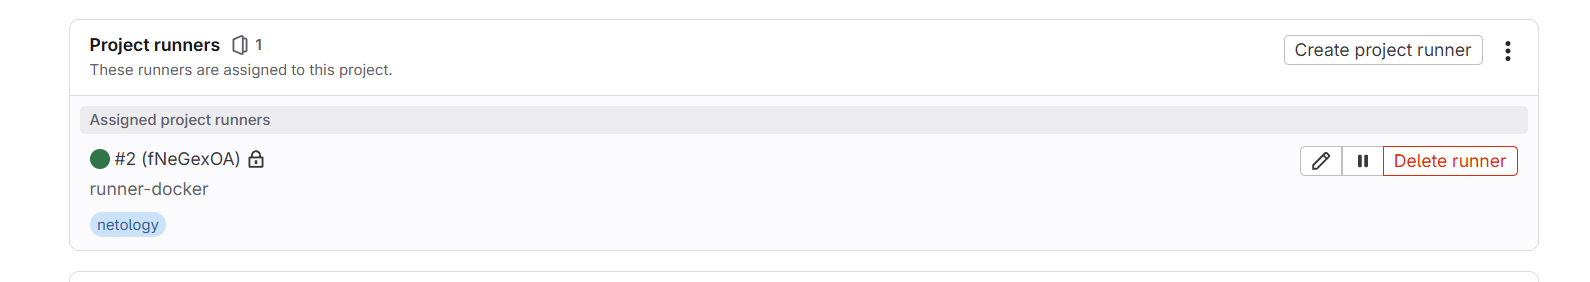 Project runners 1
Create project runner
These runners are assigned to this project.
Assigned project runners
#2 (fNeGexOA)
Delete runner
runner-docker
netology